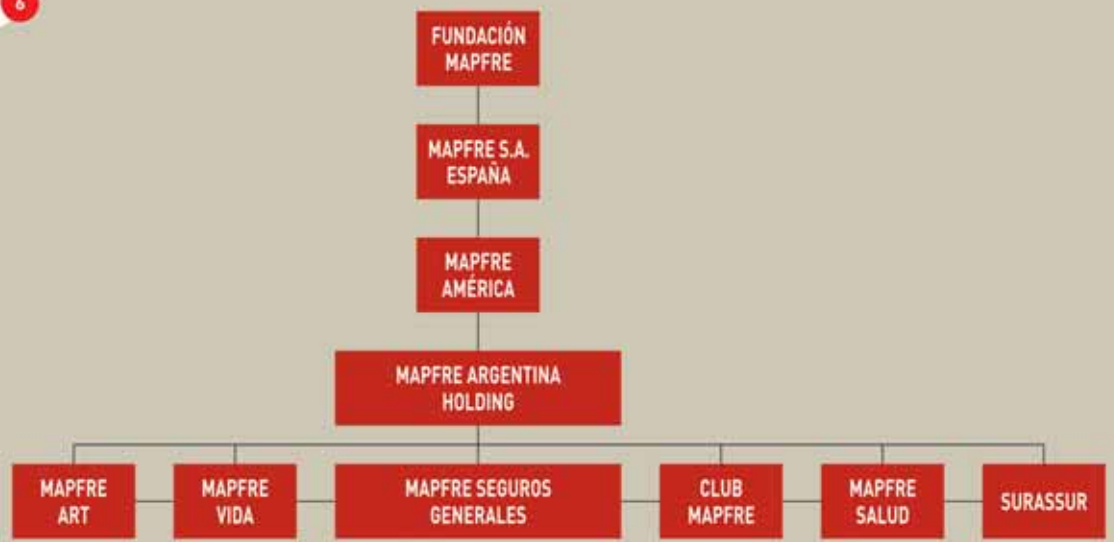 6
FUNDACIÓN
MAPFRE
MAPFRE S.A.
ESPAÑA
MAPFRE
AMÉRICA
MAPFRE ARGENTINA
HOLDING
MAPFRE
ART
MAPFRE
VIDA
MAPFRE SEGUROS
GENERALES
CLUB
MAPFRE
MAPFRE
SALUD
SURASSUR